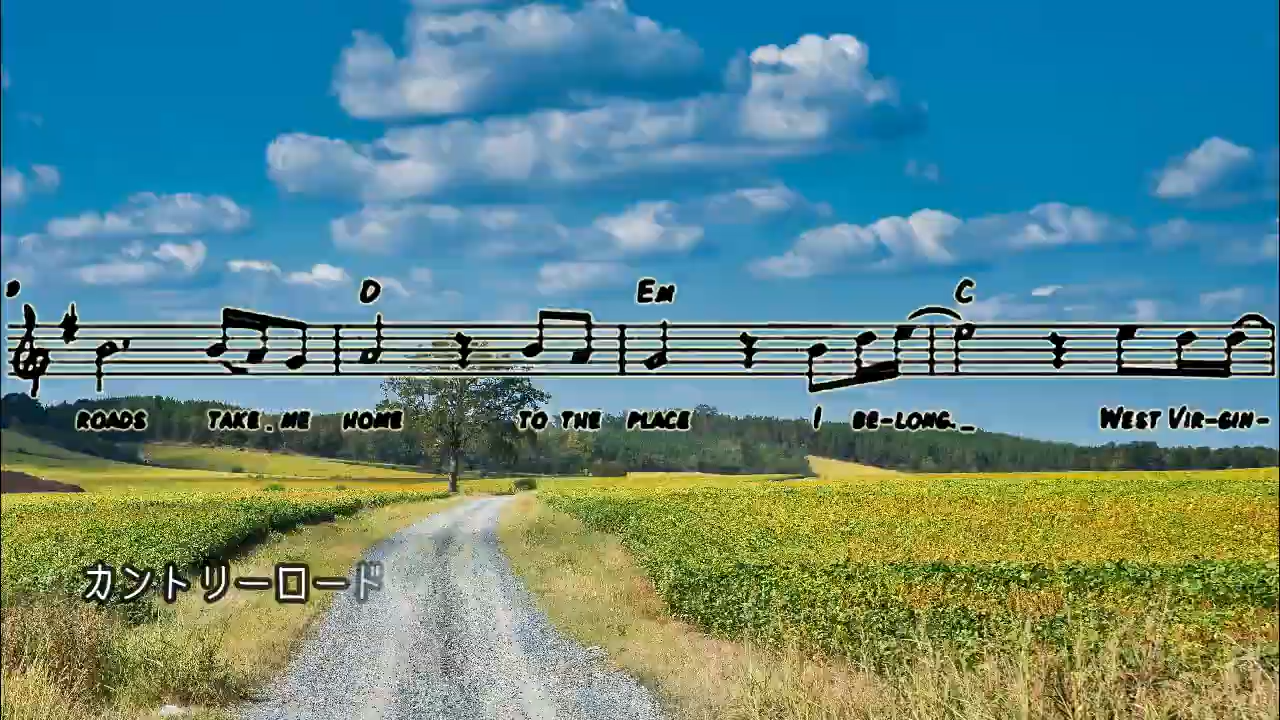 D Em C
ROADS TAKE ME HOME TO THE PLACE I BE-LONG._ WEST VIR-GIN-
カントリーロード